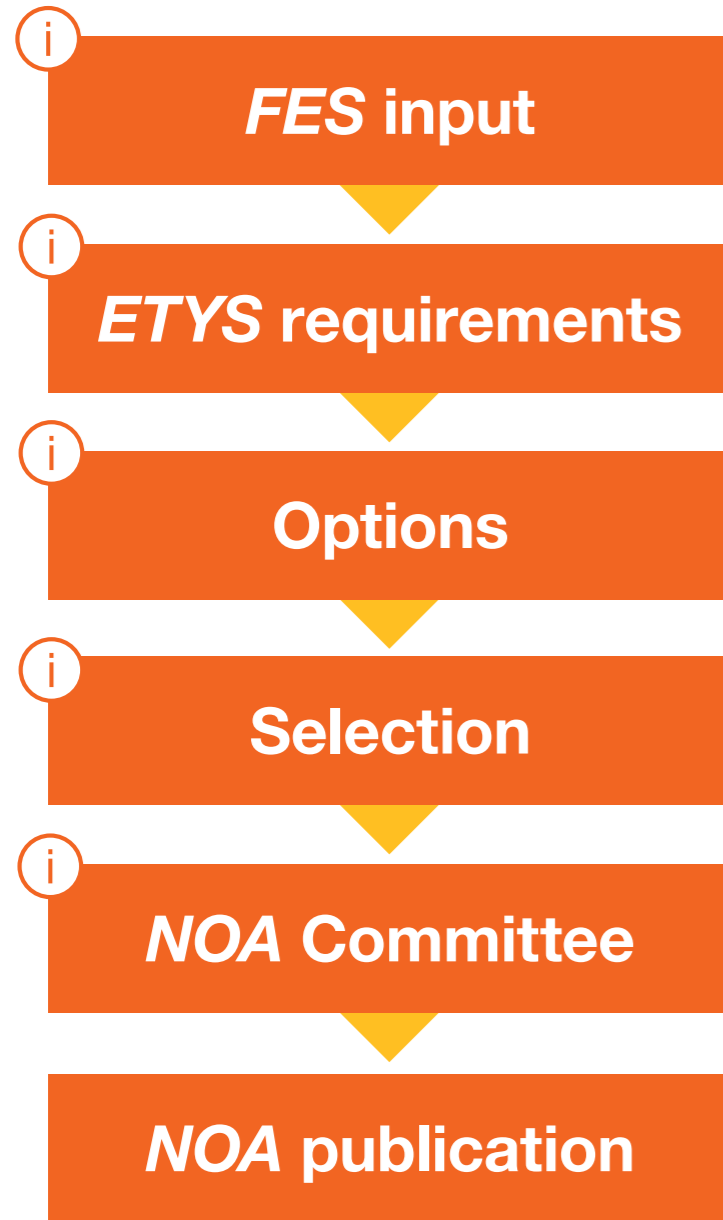 i
FES input
i
ETYS requirements
i
Options
i
Selection
i
NOA Committee
NOA publication